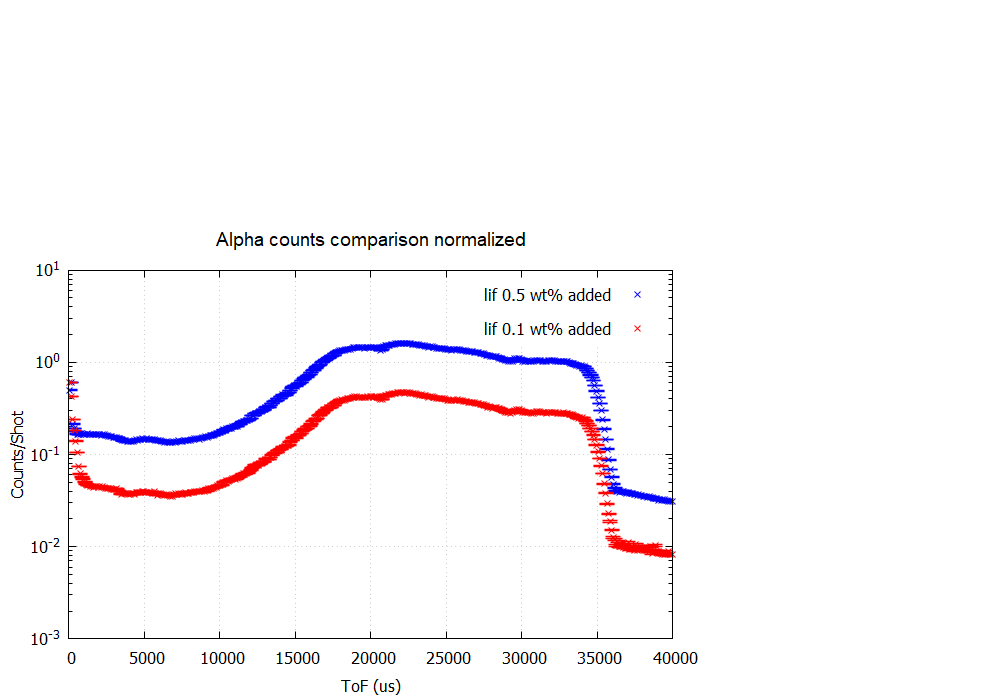 Alpha counts comparison normalized
lif 0.5 wt% added
lif 0.1 wt% added
10^1
10^0
10^-1
10^-2
10^-3
Counts/Shot
0 5000 10000 15000 20000 25000 30000 35000 40000
ToF (us)